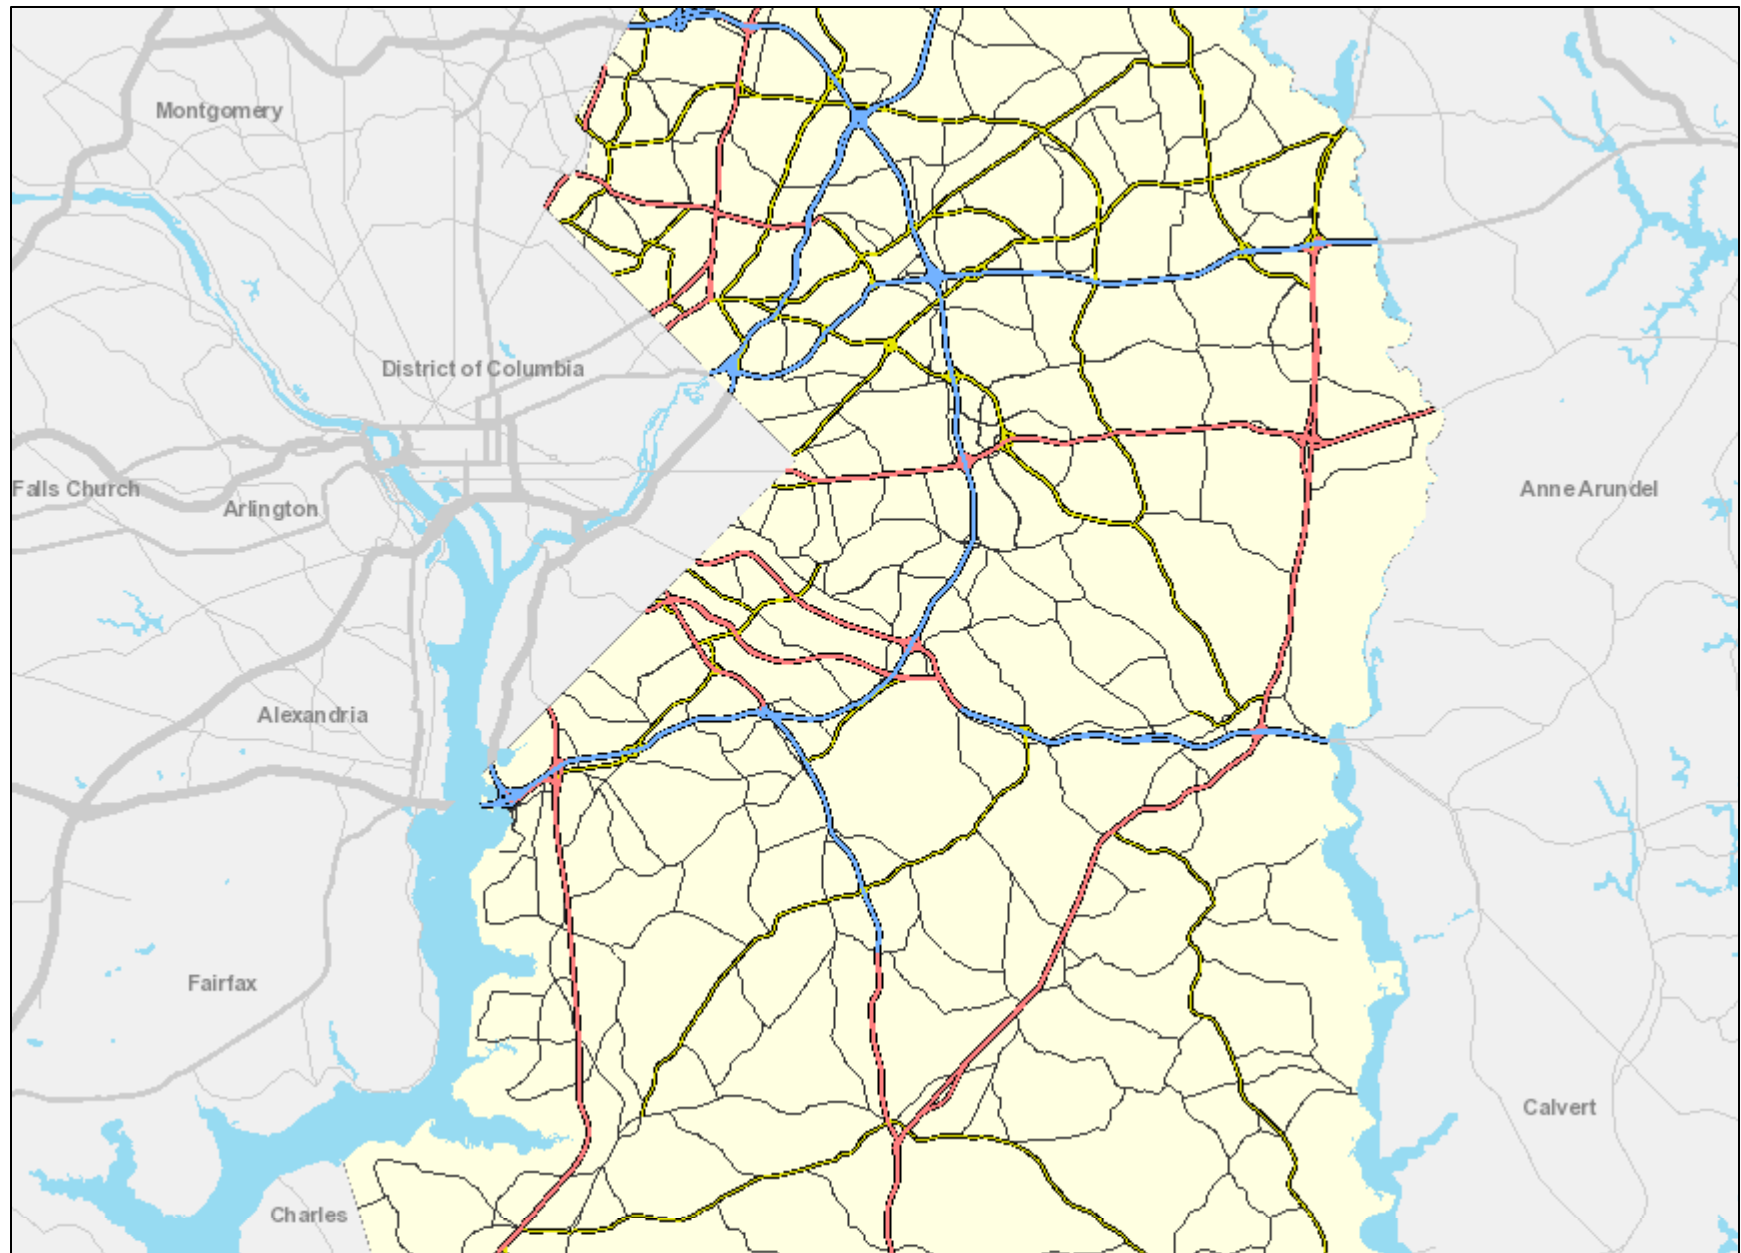 Montgomery
District of Columbia
Falls Church
Arlington
Anne Arundel
Alexandria
Fairfax
Calvert
Charles